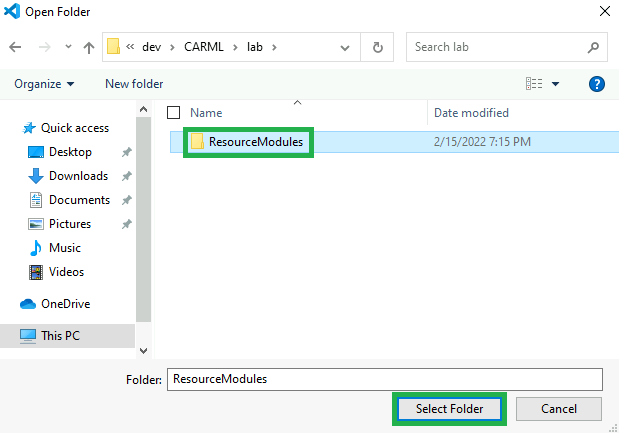 Open Folder
« dev > CARML > lab >
Search lab
Organize
New folder
?
Name
Date modified
Quick access
ResourceModules
2/15/2022 7:15 PM
Desktop
Downloads
Documents
Pictures
Music
Videos
OneDrive
This PC
Folder:
ResourceModules
Select Folder
Cancel